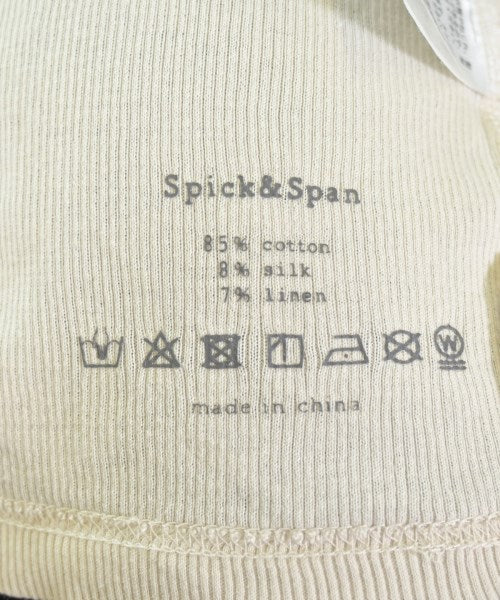 Spick&Span
85% cotton
8% silk
7% linen
W
made in china